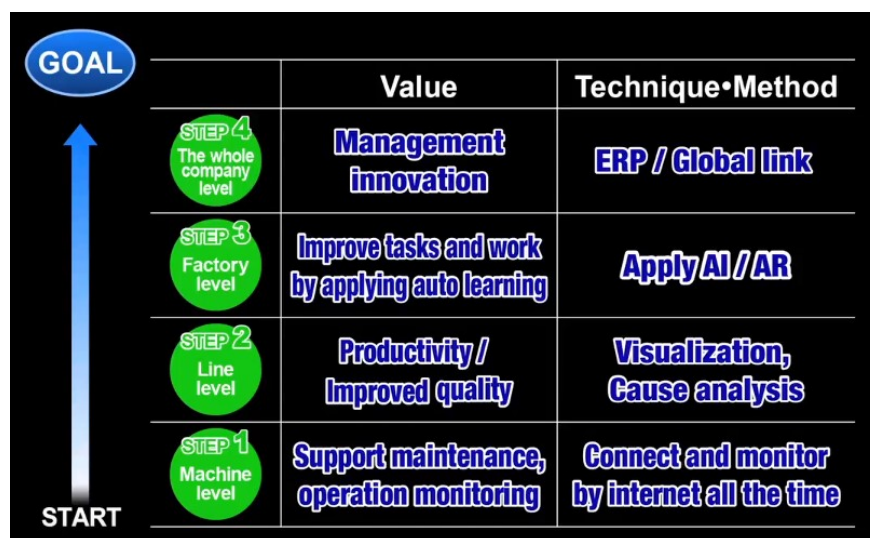 GOAL
Value
Technique•Method
STEP 4
The whole
company
level
Management
innovation
ERP / Global link
STEP 3
Factory
level
Improve tasks and work
by applying auto learning
Apply AI / AR
STEP 2
Line
level
Productivity /
Improved quality
Visualization,
Cause analysis
STEP 1
Machine
level
Support maintenance,
operation monitoring
Connect and monitor
by internet all the time
START